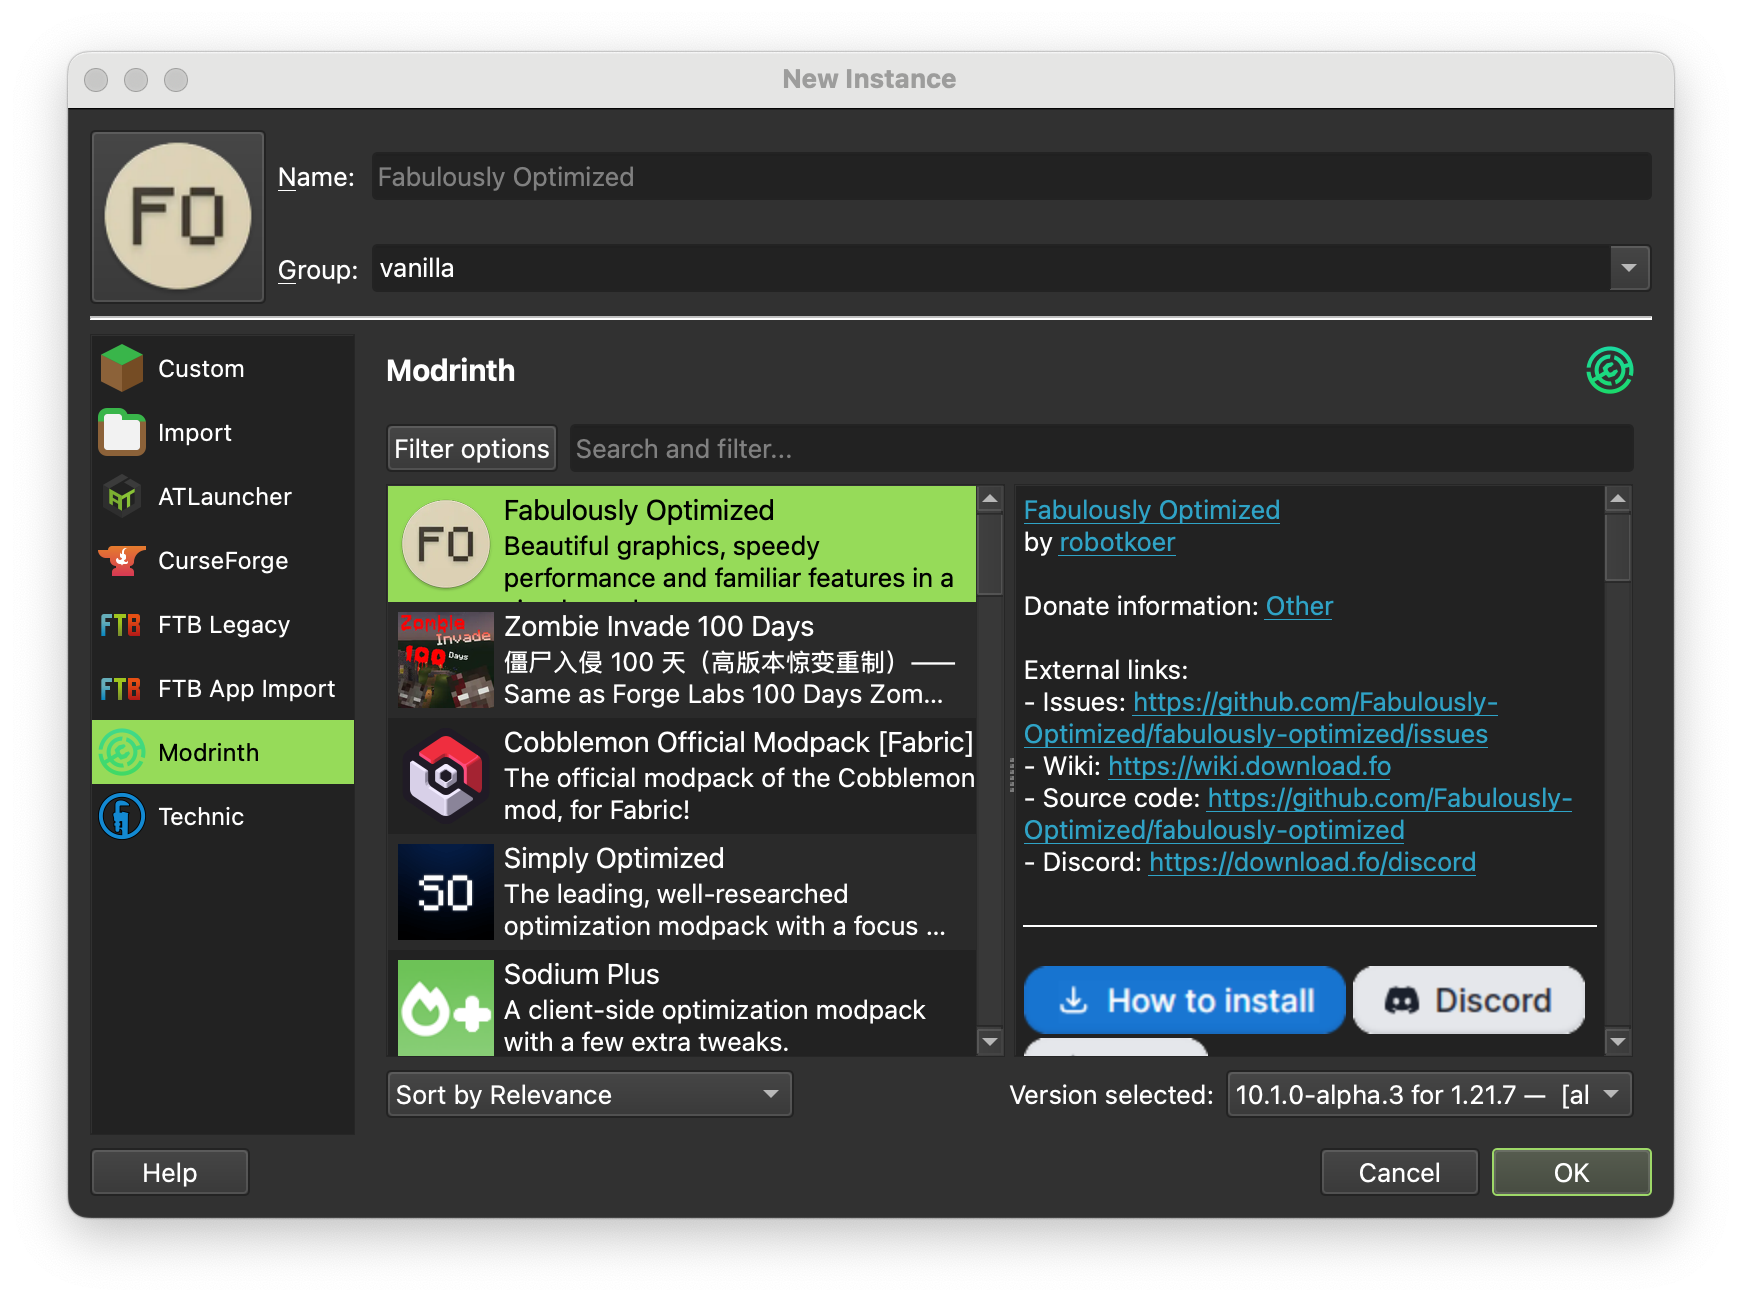 New Instance
FO
Name: Fabulously Optimized
Group: vanilla
Custom
Import
ATLauncher
CurseForge
FTB FTB Legacy
FTB FTB App Import
Modrinth
Technic
Modrinth
Filter options
Search and filter...
FO
Fabulously Optimized
Beautiful graphics, speedy
performance and familiar features in a
Zombie Invade 100 Days
Zombie Invade 100 Days
僵尸入侵 100 天（高版本惊变重制）——
Same as Forge Labs 100 Days Zom...
Cobblemon Official Modpack [Fabric]
The official modpack of the Cobblemon
mod, for Fabric!
SO
Simply Optimized
The leading, well-researched
optimization modpack with a focus ...
Sodium Plus
A client-side optimization modpack
with a few extra tweaks.
Fabulously Optimized
by robotkoer
Donate information: Other
External links:
- Issues: https://github.com/Fabulously-
Optimized/fabulously-optimized/issues
- Wiki: https://wiki.download.fo
- Source code: https://github.com/Fabulously-
Optimized/fabulously-optimized
- Discord: https://download.fo/discord
How to install
Discord
Sort by Relevance
Version selected: 10.1.0-alpha.3 for 1.21.7 — [al
Help
Cancel
OK